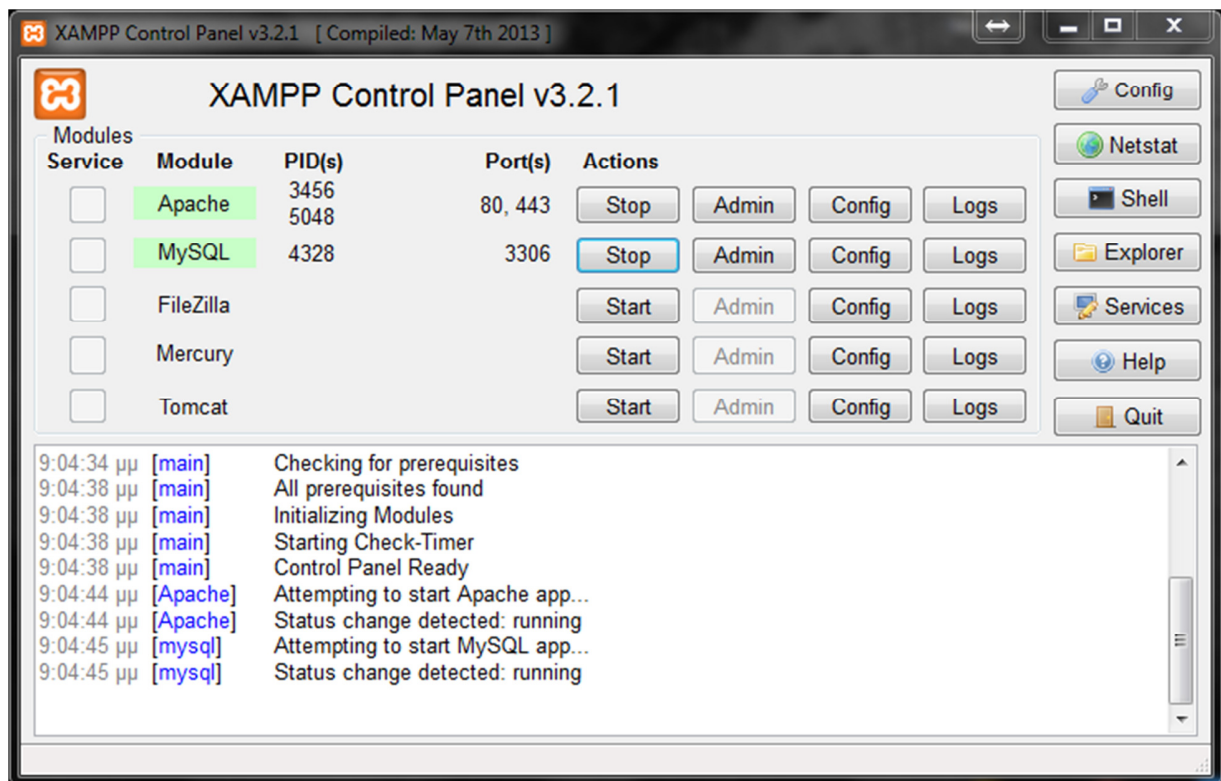 XAMPP Control Panel v3.2.1 [ Compiled: May 7th 2013 ]
XAMPP Control Panel v3.2.1
Config
Modules
Netstat
Service Module PID(s) Port(s) Actions
Apache 3456 5048 80, 443 Stop Admin Config Logs
Shell
MySQL 4328 3306 Stop Admin Config Logs
Explorer
FileZilla Start Admin Config Logs
Services
Mercury Start Admin Config Logs
Help
Tomcat Start Admin Config Logs
Quit
9:04:34 μμ [main] Checking for prerequisites
9:04:38 μμ [main] All prerequisites found
9:04:38 μμ [main] Initializing Modules
9:04:38 μμ [main] Starting Check-Timer
9:04:38 μμ [main] Control Panel Ready
9:04:44 μμ [Apache] Attempting to start Apache app...
9:04:44 μμ [Apache] Status change detected: running
9:04:45 μμ [mysql] Attempting to start MySQL app...
9:04:45 μμ [mysql] Status change detected: running